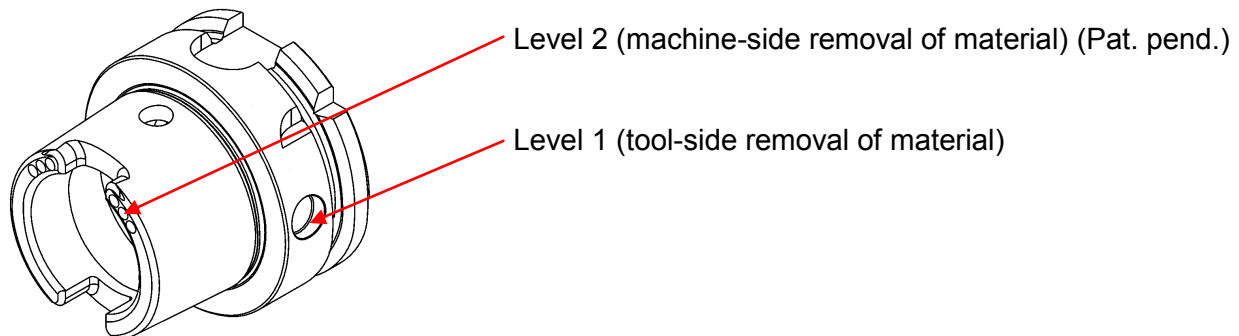 Level 2 (machine-side removal of material) (Pat. pend.)
Level 1 (tool-side removal of material)